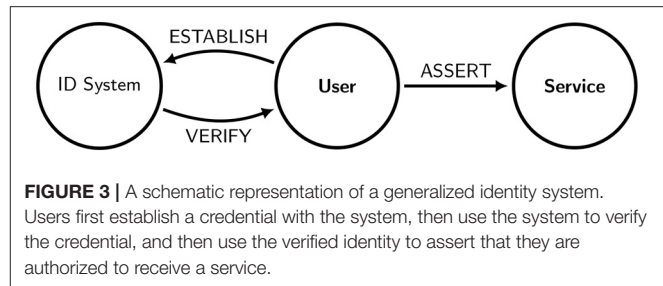 ESTABLISH
ID System
User
ASSERT
Service
VERIFY
FIGURE 3 | A schematic representation of a generalized identity system.
Users first establish a credential with the system, then use the system to verify
the credential, and then use the verified identity to assert that they are
authorized to receive a service.